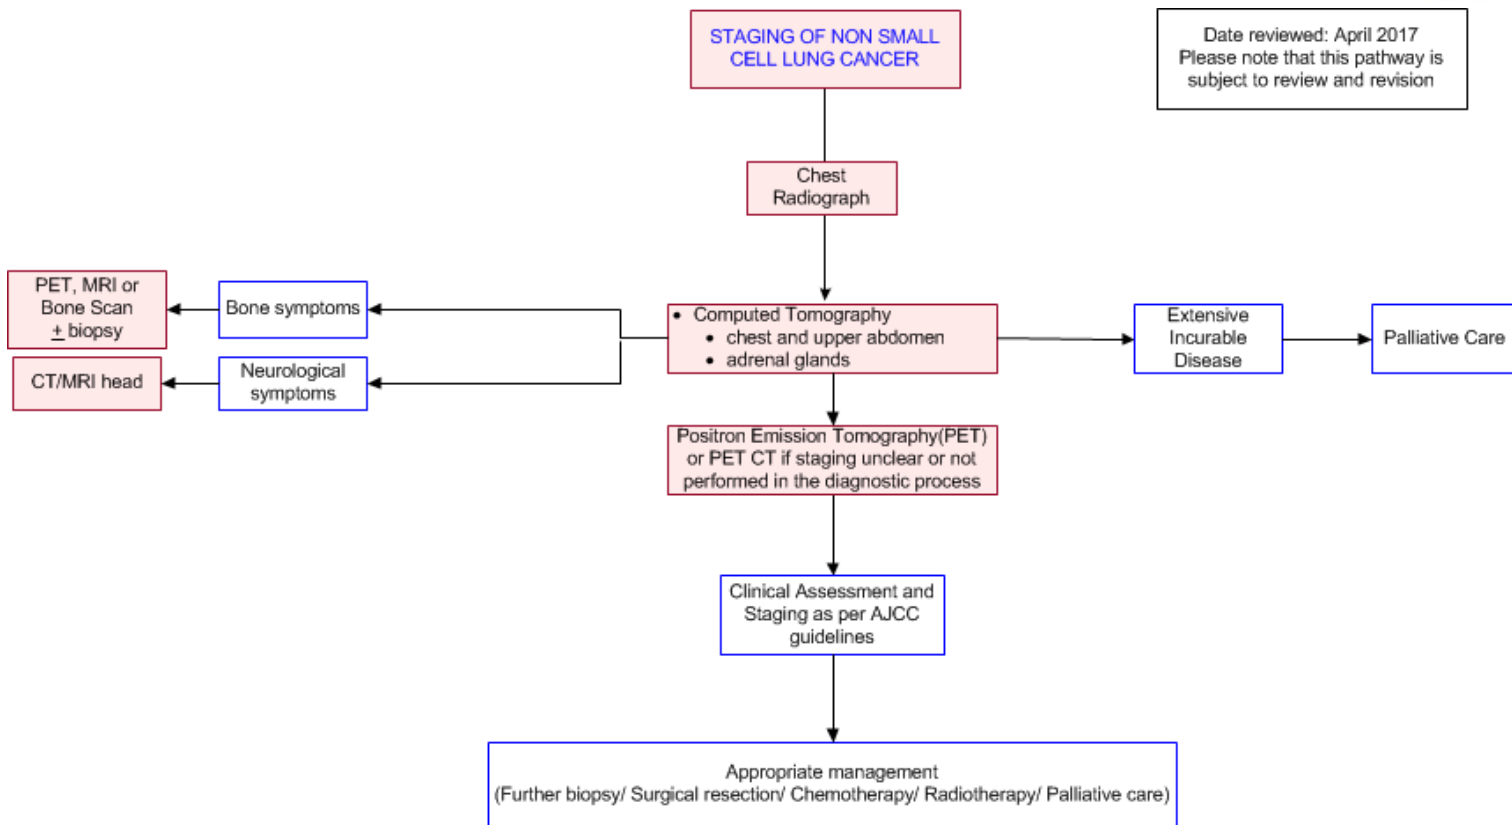 STAGING OF NON SMALL
CELL LUNG CANCER
Date reviewed: April 2017
Please note that this pathway is
subject to review and revision
Chest
Radiograph
PET, MRI or
Bone Scan
+ biopsy
Bone symptoms
• Computed Tomography
• chest and upper abdomen
• adrenal glands
Extensive
Incurable
Disease
Palliative Care
CT/MRI head
Neurological
symptoms
Positron Emission Tomography(PET)
or PET CT if staging unclear or not
performed in the diagnostic process
Clinical Assessment and
Staging as per AJCC
guidelines
Appropriate management
(Further biopsy/ Surgical resection/ Chemotherapy/ Radiotherapy/ Palliative care)